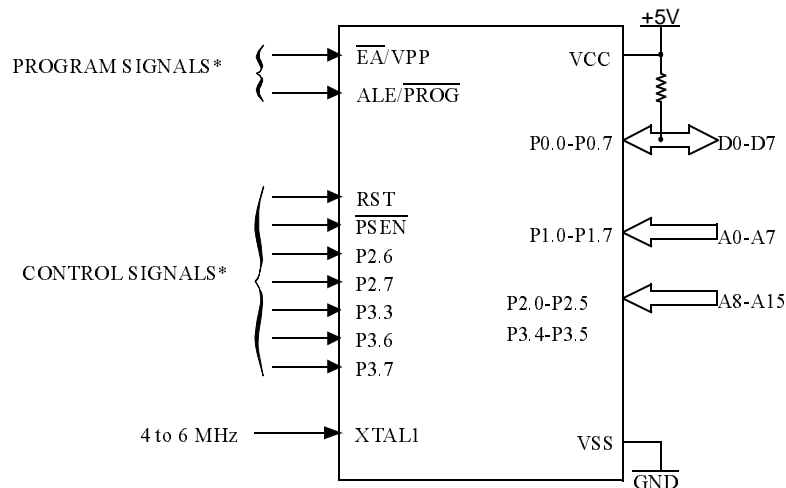 +5V
PROGRAM SIGNALS*
EA/VPP
ALE/PROG
VCC
P0.0-P0.7
D0-D7
CONTROL SIGNALS*
RST
PSEN
P2.6
P2.7
P3.3
P3.6
P3.7
P1.0-P1.7
A0-A7
P2.0-P2.5
P3.4-P3.5
A8-A15
4 to 6 MHz
XTAL1
VSS
GND